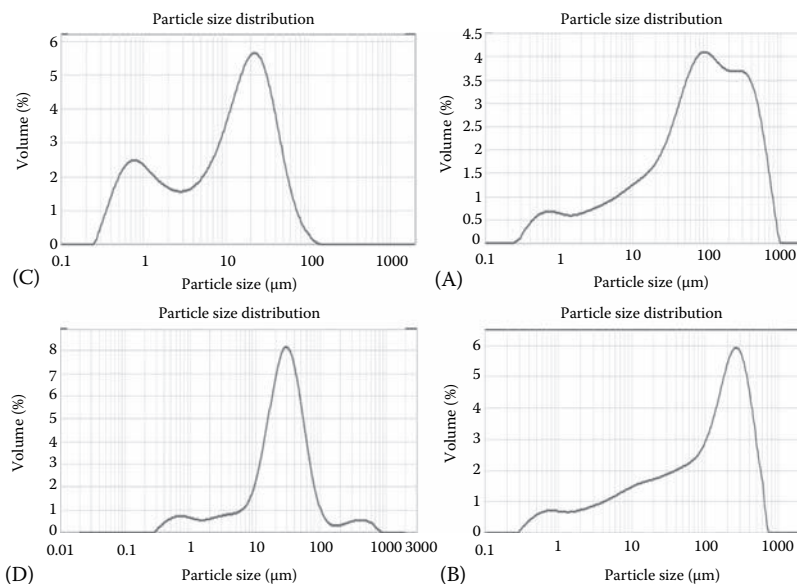 Particle size distribution
6
5
4
3
2
1
0
Volume (%)
0.1 1 10 100 1000
Particle size (µm)
(C)
Particle size distribution
4.5
4
3.5
3
2.5
2
1.5
1
0.5
0
Volume (%)
0.1 1 10 100 1000
Particle size (µm)
(A)
Particle size distribution
8
7
6
5
4
3
2
1
0
Volume (%)
0.01 0.1 1 10 100 1000 3000
Particle size (µm)
(D)
Particle size distribution
6
5
4
3
2
1
0
Volume (%)
0.1 1 10 100 1000
Particle size (µm)
(B)